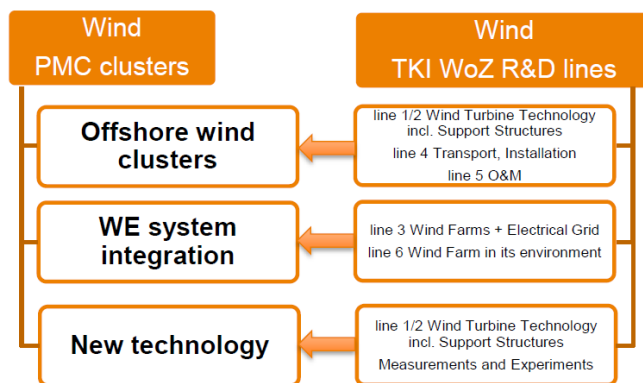 Wind
PMC clusters
Wind
TKI WoZ R&D lines
Offshore wind
clusters
line 1/2 Wind Turbine Technology
incl. Support Structures
line 4 Transport, Installation
line 5 O&M
WE system
integration
line 3 Wind Farms + Electrical Grid
line 6 Wind Farm in its environment
New technology
line 1/2 Wind Turbine Technology
incl. Support Structures
Measurements and Experiments